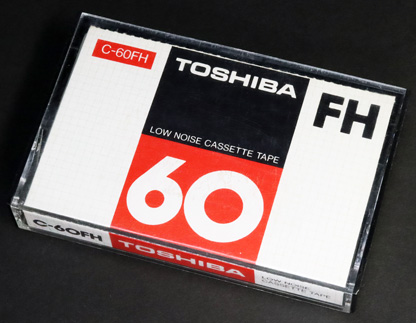 C-60FH
TOSHIBA
FH
LOW NOISE CASSETTE TAPE
60
C-60FH
TOSHIBA
LOW NOISE
CASSETTE TAPE